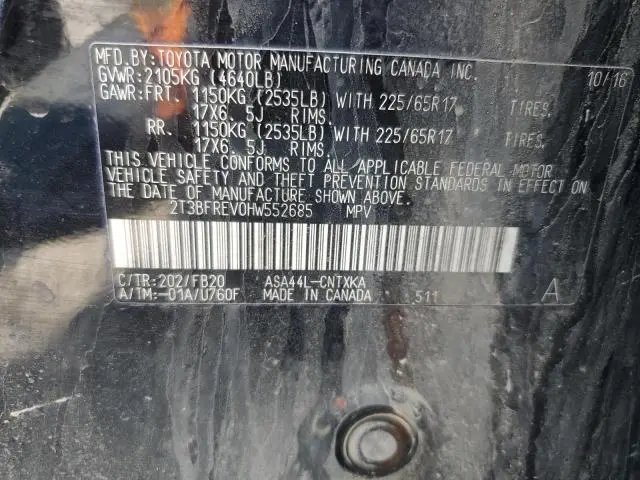 MFD.BY:TOYOTA MOTOR MANUFACTURING CANADA INC. 10/16
GVWR:2105KG (4640LB)
GAWR:FRT. 1150KG (2535LB) WITH 225/65R17 TIRES,
17X6.5J RIMS.
RR. 1150KG (2535LB) WITH 225/65R17 TIRES,
17X6.5J RIMS.
THIS VEHICLE CONFORMS TO ALL APPLICABLE FEDERAL MOTOR
VEHICLE SAFETY AND THEFT PREVENTION STANDARDS IN EFFECT ON
THE DATE OF MANUFACTURE SHOWN ABOVE.
2T3BFREV0HW552685 MPV
C/TR:202/FB20 ASA44L-CNTXKA
A/TM:-01A/U760F MADE IN CANADA 511 A